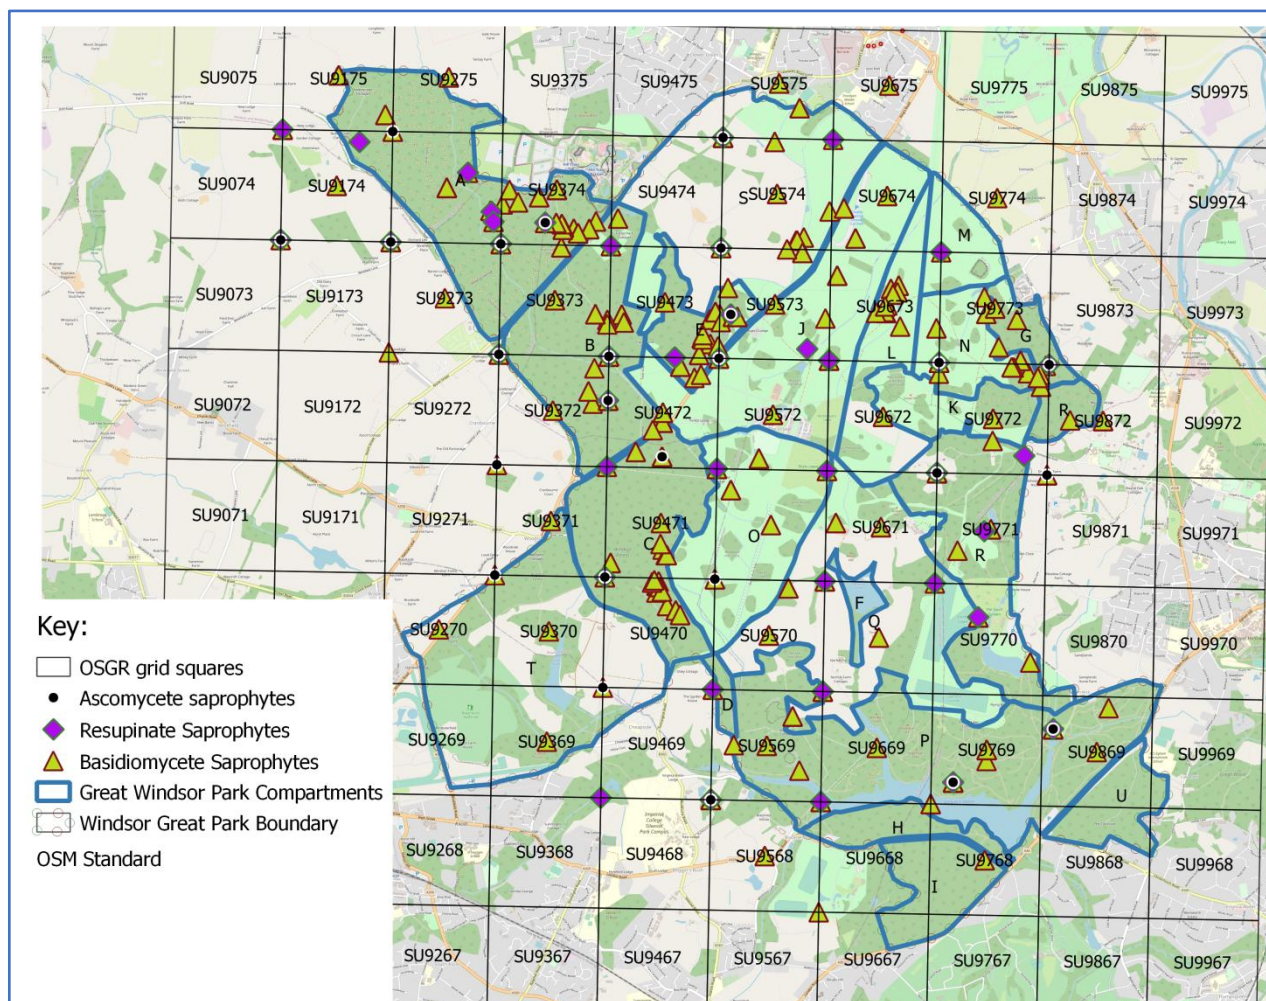 SU9075 SU9175 SU9275 SU9375 SU9475 SU9575 SU9675 SU9775 SU9875 SU9975
SU9074 SU9174 A SU9374 SU9474 S SU9574 SU9674 SU9774 SU9874 SU9974
M
SU9073 SU9173 SU9273 SU9373 SU9473 SU9573 SU9673 SU9773 SU9873 SU9973
B E J L N G
SU9072 SU9172 SU9272 SU9372 SU9472 SU9572 SU9672 K SU9772 R SU9872 SU9972
SU9071 SU9171 SU9271 SU9371 SU9471 SU9571 SU9671 SU9771 SU9871 SU9971
C O R
F
Q
SU9270 SU9370 SU9470 SU9570 SU9770 SU9870 SU9970
T
D
SU9269 SU9369 SU9469 SU9569 SU9669 P SU9769 SU9869 SU9969
U
H
SU9268 SU9368 SU9468 SU9568 SU9668 SU9768 SU9868 SU9968
I
SU9267 SU9367 SU9467 SU9567 SU9667 SU9767 SU9867 SU9967
Key:
OSGR grid squares
Ascomycete saprophytes
Resupinate Saprophytes
Basidiomycete Saprophytes
Great Windsor Park Compartments
Windsor Great Park Boundary
OSM Standard